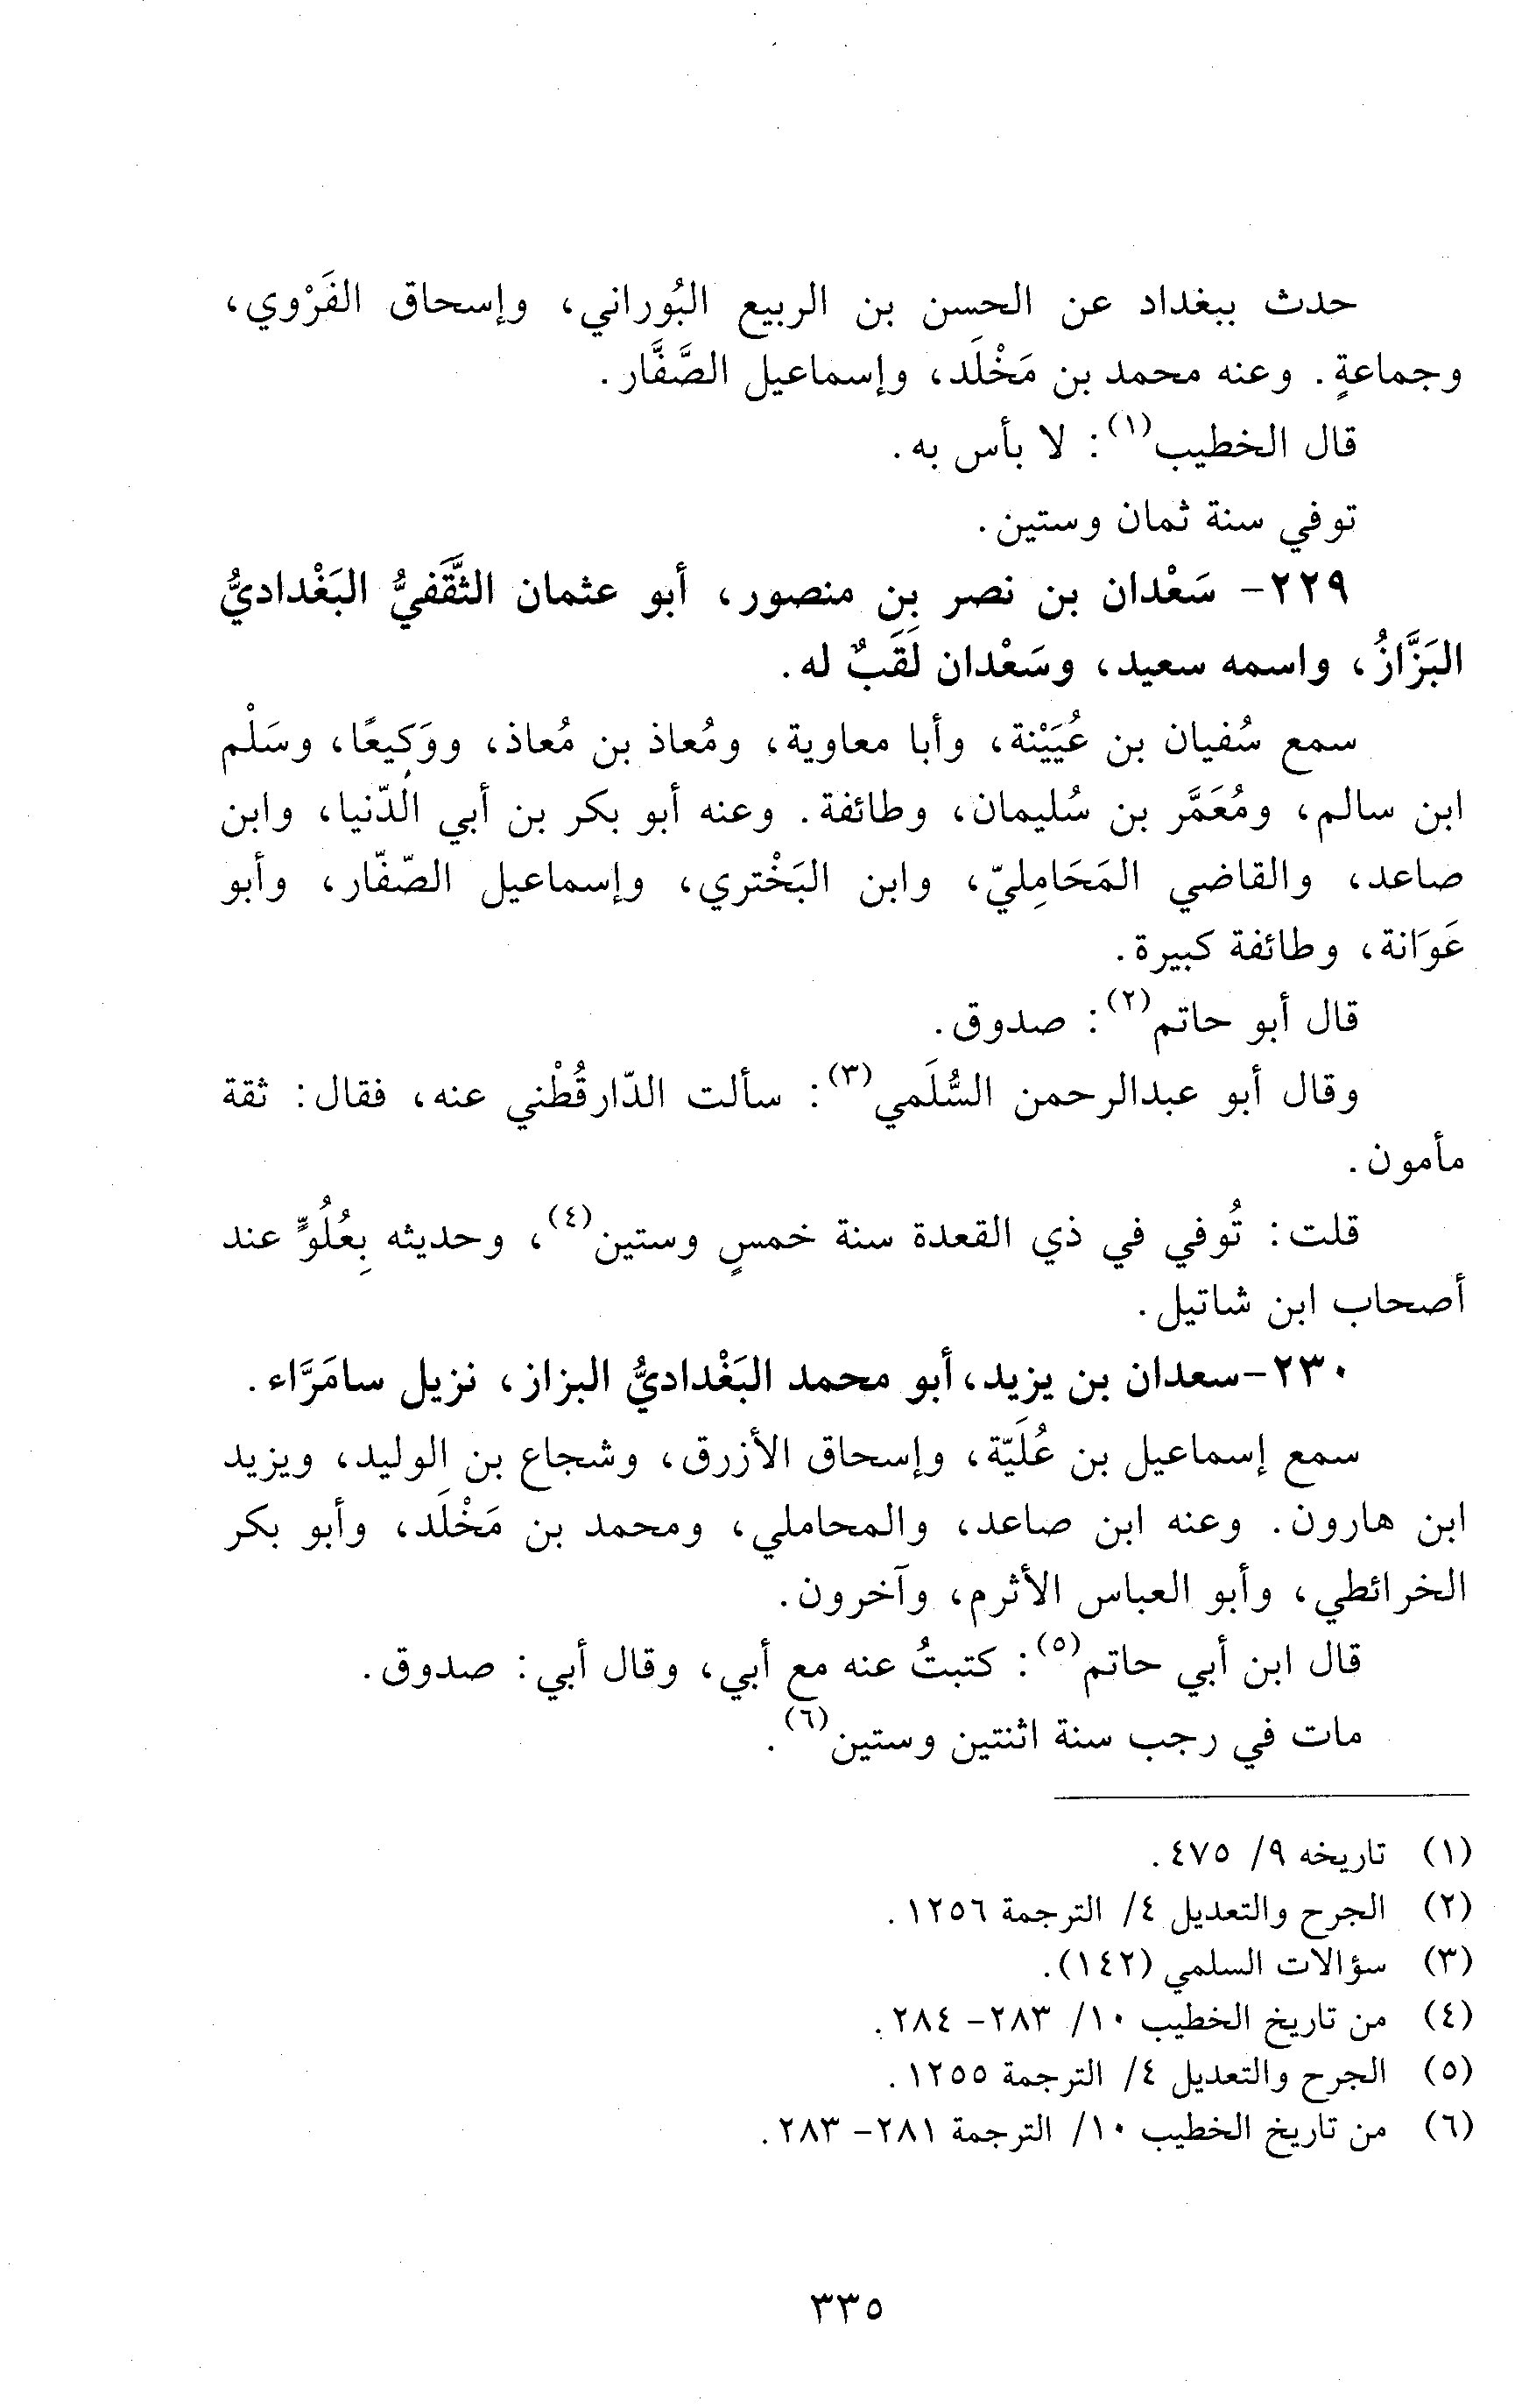 حدث ببغداد عن الحسن بن الربيع البُوراني، وإسحاق الفَرْوي،
وجماعةٍ. وعنه محمد بن مَخْلَد، وإسماعيل الصَّفَّار.
قال الخطيب(١): لا بأس به.
توفي سنة ثمان وستين.
٢٢٩- سَعْدان بن نصر بن منصور، أبو عثمان الثَّقَفيُّ البَغْداديُّ
البَزَّازُ، واسمه سعيد، وسَعْدان لَقَبٌ له.
سمع سُفيان بن عُيَيْنة، وأبا معاوية، ومُعاذ بن مُعاذ، ووَكِيعًا، وسَلْم
ابن سالم، ومُعَمَّر بن سُليمان، وطائفة. وعنه أبو بكر بن أبي الدّنيا، وابن
صاعد، والقاضي المَحَامِليّ، وابن البَخْتري، وإسماعيل الصّفّار، وأبو
عَوَانة، وطائفة كبيرة.
قال أبو حاتم(٢): صدوق.
وقال أبو عبدالرحمن السُّلَمي(٣): سألت الدّارقُطْني عنه، فقال: ثقة
مأمون.
قلت: تُوفي في ذي القعدة سنة خمسٍ وستين(٤)، وحديثه بِعُلُوٍّ عند
أصحاب ابن شاتيل.
٢٣٠-سعدان بن يزيد، أبو محمد البَغْداديُّ البزاز، نزيل سامَرَّاء.
سمع إسماعيل بن عُلَيّة، وإسحاق الأزرق، وشجاع بن الوليد، ويزيد
ابن هارون. وعنه ابن صاعد، والمحاملي، ومحمد بن مَخْلَد، وأبو بكر
الخرائطي، وأبو العباس الأثرم، وآخرون.
قال ابن أبي حاتم(٥): كتبتُ عنه مع أبي، وقال أبي: صدوق.
مات في رجب سنة اثنتين وستين(٦).
(١) تاريخه ٩/ ٤٧٥.
(٢) الجرح والتعديل ٤/ الترجمة ١٢٥٦.
(٣) سؤالات السلمي (١٤٢).
(٤) من تاريخ الخطيب ١٠/ ٢٨٣- ٢٨٤.
(٥) الجرح والتعديل ٤/ الترجمة ١٢٥٥.
(٦) من تاريخ الخطيب ١٠/ الترجمة ٢٨١- ٢٨٣.
٣٣٥